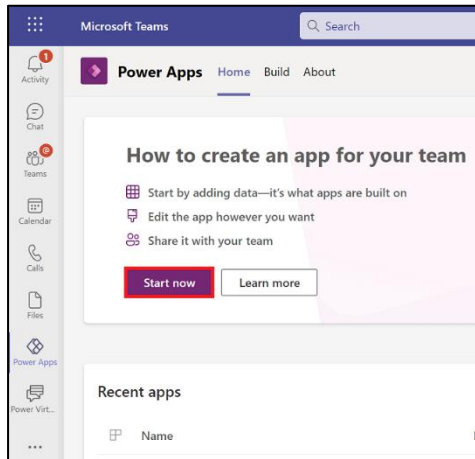 Microsoft Teams
Search
1
Activity
Chat
@
Teams
Calendar
Calls
Files
Power Apps
Power Virt...
Power Apps Home Build About
How to create an app for your team
Start by adding data—it's what apps are built on
Edit the app however you want
Share it with your team
Start now Learn more
Recent apps
Name